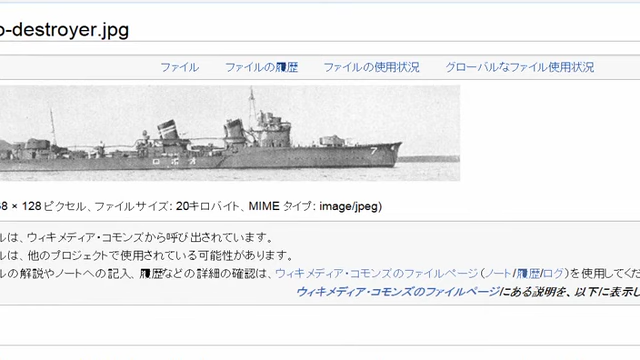 o-destroyer.jpg
ファイル ファイルの履歴 ファイルの使用状況 グローバルなファイル使用状況
ロボオ
7
8 × 128 ピクセル、ファイルサイズ: 20キロバイト、MIME タイプ: image/jpeg)
ルは、ウィキメディア・コモンズから呼び出されています。
ルは、他のプロジェクトで使用されている可能性があります。
ルの解説やノートへの記入、履歴などの詳細の確認は、ウィキメディア・コモンズのファイルページ(ノート/履歴/ログ)を使用してくだ
ウィキメディア・コモンズのファイルページにある説明を、以下に表示し